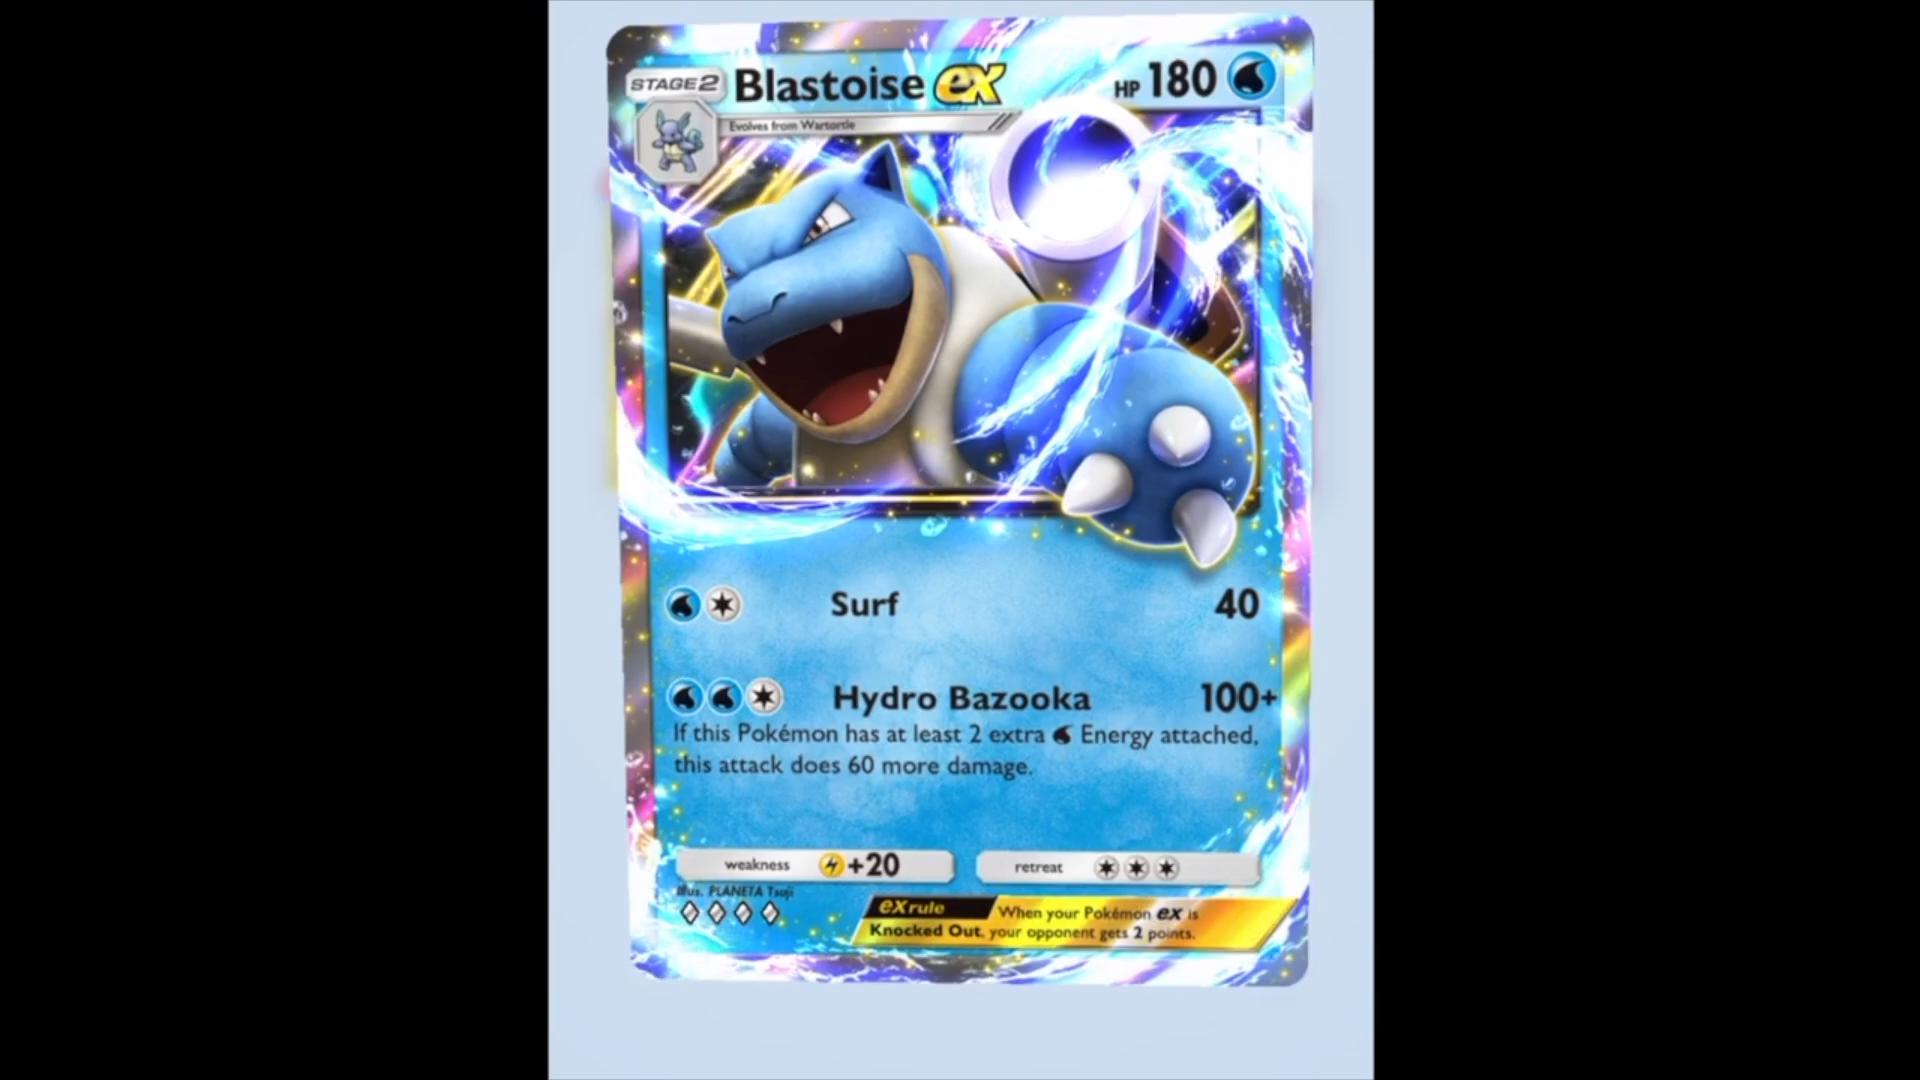 STAGE2 Blastoise ex HP 180
Evolves from Wartortle
Surf 40
Hydro Bazooka 100+
If this Pokémon has at least 2 extra Energy attached,
this attack does 60 more damage.
weakness +20 retreat
Illus. PLANETA Tsuji
ex rule When your Pokémon ex is
Knocked Out, your opponent gets 2 points.